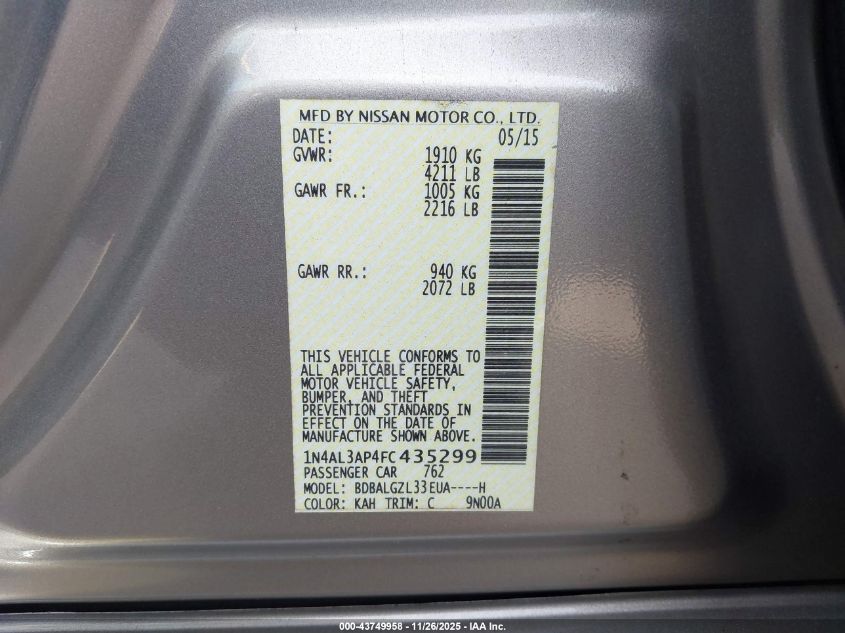 MFD BY NISSAN MOTOR CO., LTD.
DATE: 05/15
GVWR: 1910 KG
4211 LB
GAWR FR.: 1005 KG
2216 LB
GAWR RR.: 940 KG
2072 LB
THIS VEHICLE CONFORMS TO
ALL APPLICABLE FEDERAL
MOTOR VEHICLE SAFETY,
BUMPER, AND THEFT
PREVENTION STANDARDS IN
EFFECT ON THE DATE OF
MANUFACTURE SHOWN ABOVE.
1N4AL3AP4FC435299
PASSENGER CAR 762
MODEL: BDBALGZL33EUA----H
COLOR: KAH TRIM: C 9N00A
000-43749958 - 11/26/2025 - IAA Inc.